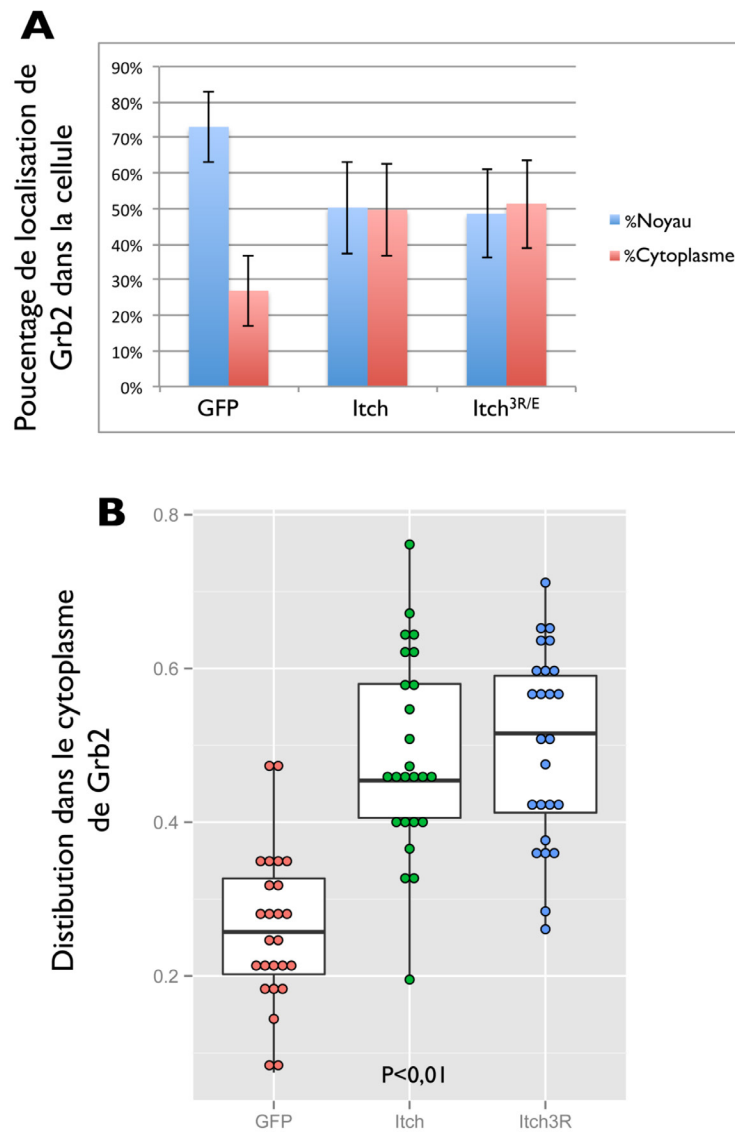 A
Poucentage de localisation de
Grb2 dans la cellule
90%
80%
70%
60%
50%
40%
30%
20%
10%
0%
GFP
Itch
Itch3R/E
%Noyau
%Cytoplasme
B
Distibution dans le cytoplasme
de Grb2
0.8
0.6
0.4
0.2
P<0,01
GFP
Itch
Itch3R